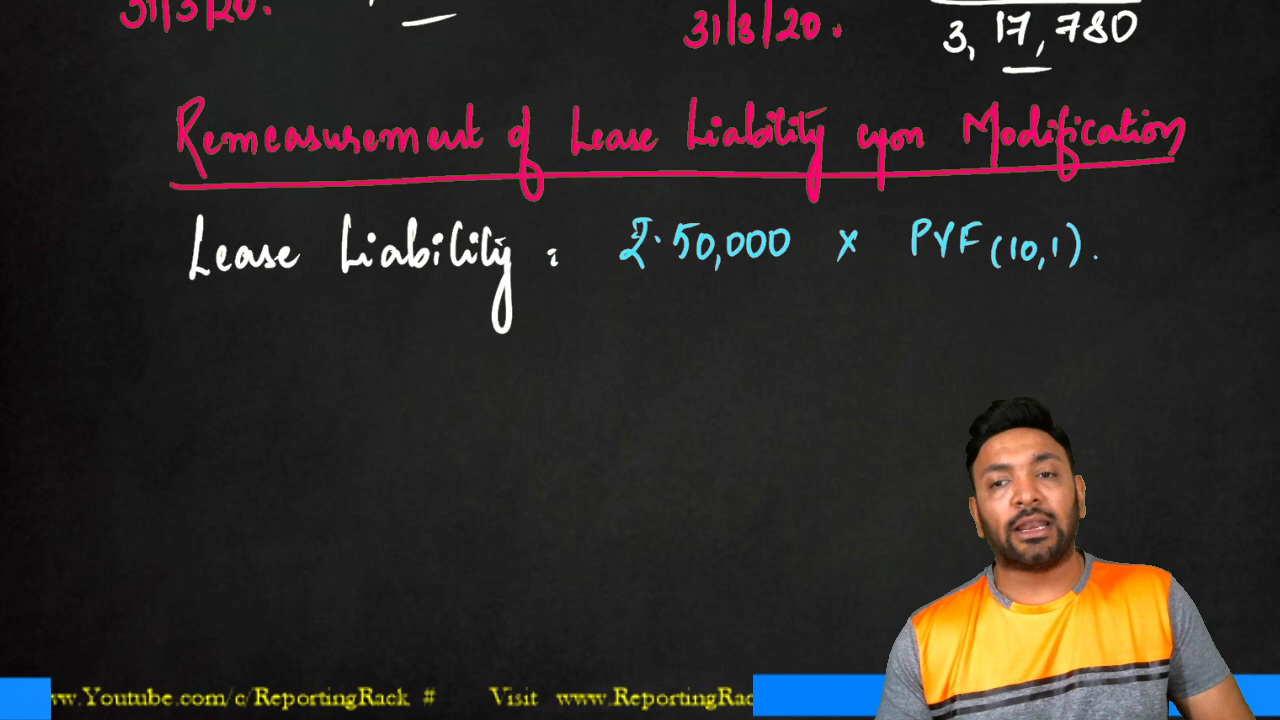 31/3/20.
31/3/20. 3,17,780
Remeasurement of Lease Liability upon Modification
Lease Liability : ₹.50,000 x PVF (10,1).
ww.Youtube.com/c/ReportingRack # Visit www.ReportingRac